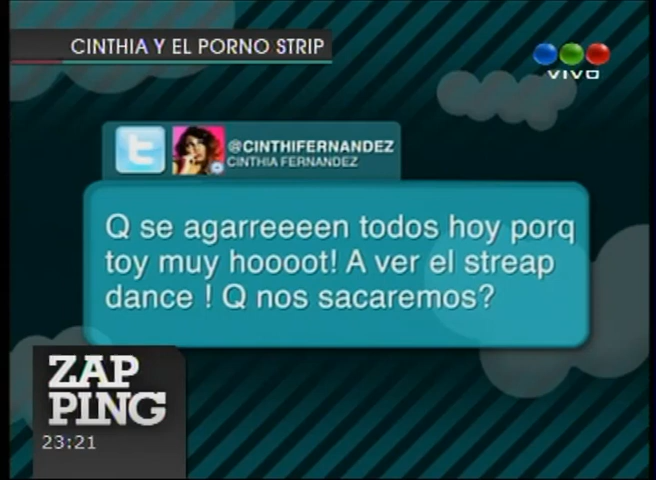 CINTHIA Y EL PORNO STRIP
vivo
@CINTHIFERNANDEZ
CINTHIA FERNANDEZ
Q se agarreeeen todos hoy porq
toy muy hoooot! A ver el streap
dance ! Q nos sacaremos?
ZAP
PING
23:21